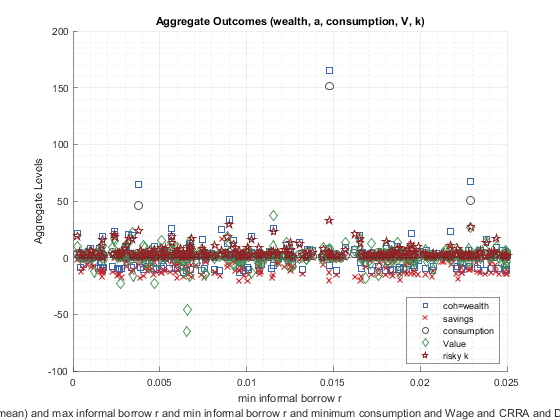 Aggregate Outcomes (wealth, a, consumption, V, k)
200
150
100
50
0
-50
-100
Aggregate Levels
coh=wealth
savings
consumption
Value
risky k
0
0.005
0.01
0.015
0.02
0.025
min informal borrow r
mean) and max informal borrow r and min informal borrow r and minimum consumption and Wage and CRRA and